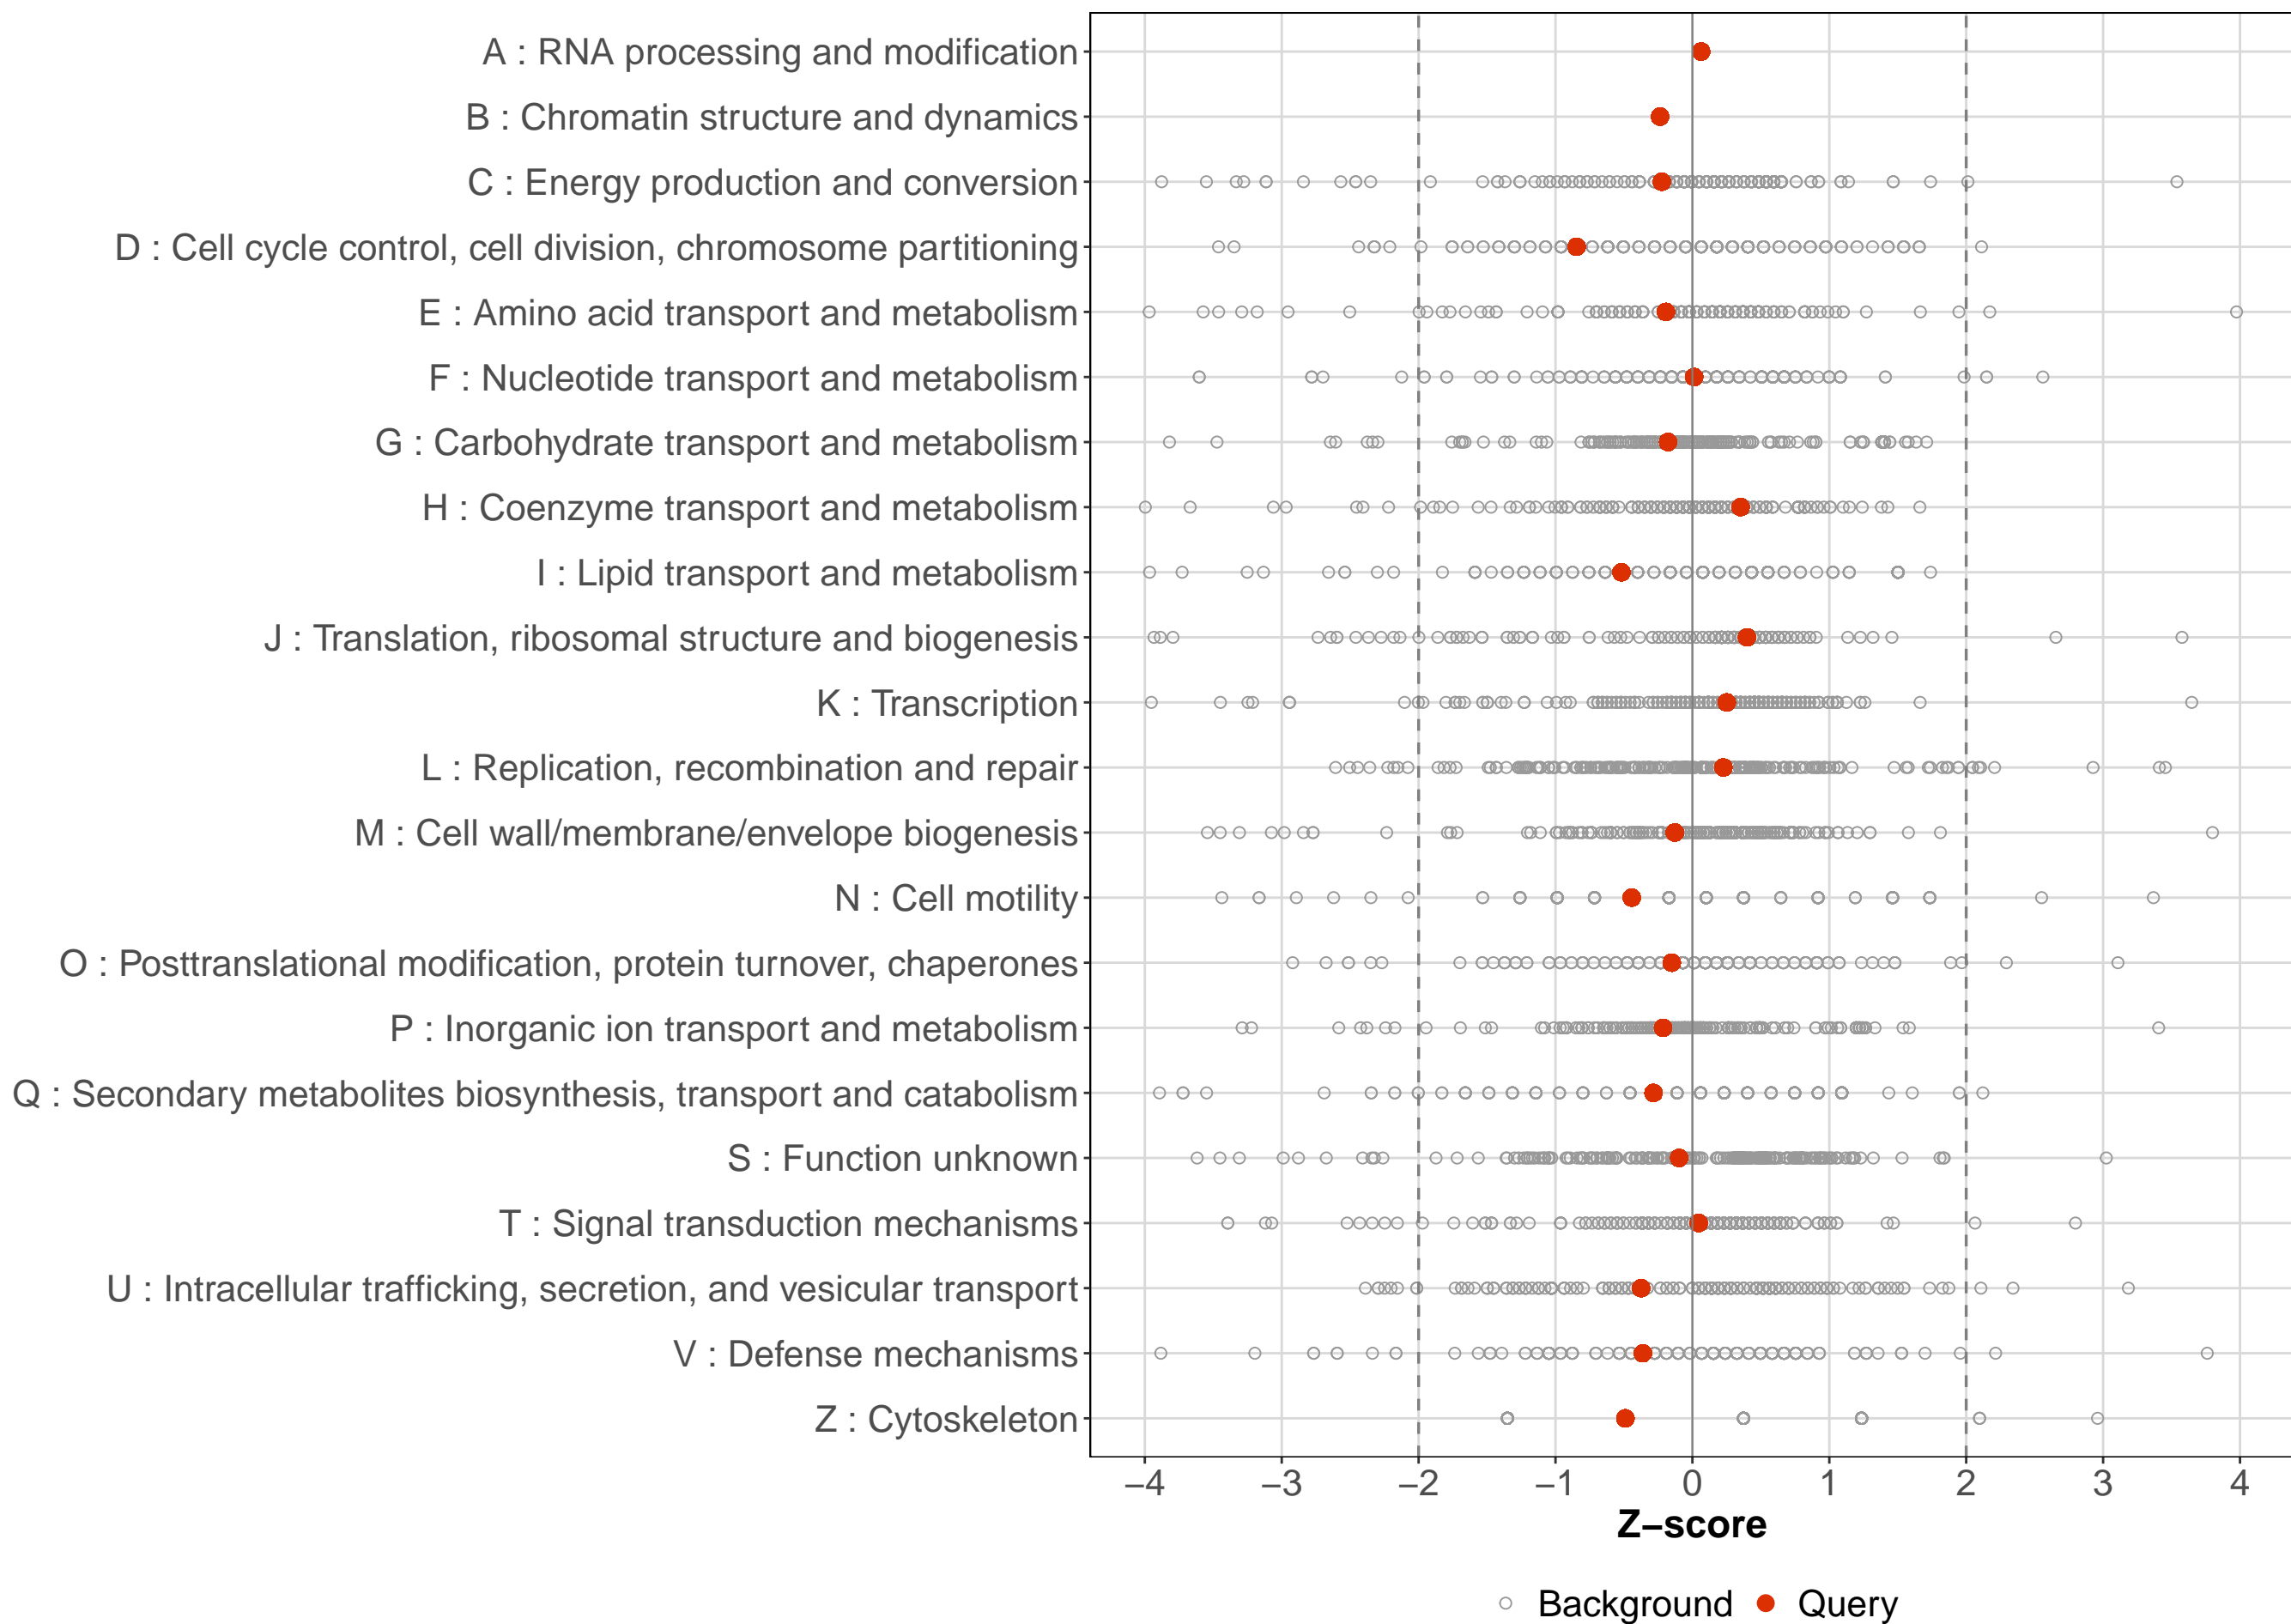 A : RNA processing and modification
B : Chromatin structure and dynamics
C : Energy production and conversion
D : Cell cycle control, cell division, chromosome partitioning
E : Amino acid transport and metabolism
F : Nucleotide transport and metabolism
G : Carbohydrate transport and metabolism
H : Coenzyme transport and metabolism
I : Lipid transport and metabolism
J : Translation, ribosomal structure and biogenesis
K : Transcription
L : Replication, recombination and repair
M : Cell wall/membrane/envelope biogenesis
N : Cell motility
O : Posttranslational modification, protein turnover, chaperones
P : Inorganic ion transport and metabolism
Q : Secondary metabolites biosynthesis, transport and catabolism
S : Function unknown
T : Signal transduction mechanisms
U : Intracellular trafficking, secretion, and vesicular transport
V : Defense mechanisms
Z : Cytoskeleton
−4 −3 −2 −1 0 1 2 3 4
Z−score
Background Query